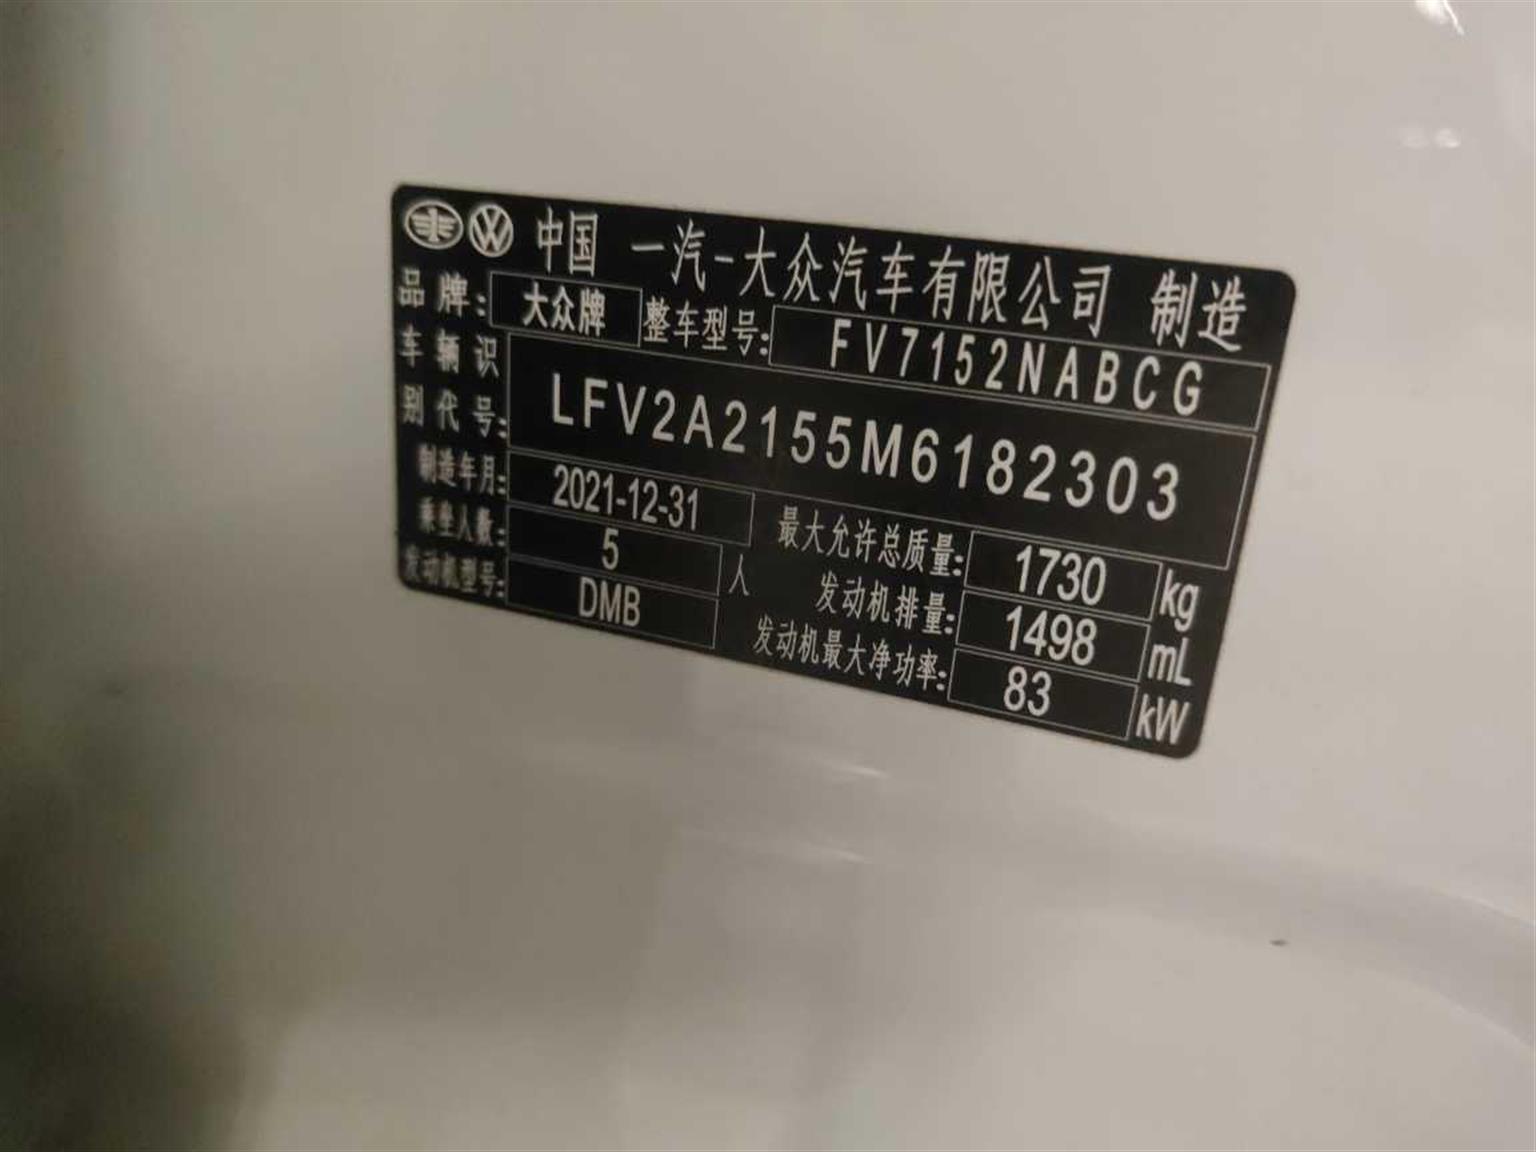 中国 一汽-大众汽车有限公司 制造
品牌: 大众牌 整车型号: FV7152NABCG
车辆识别代号: LFV2A2155M6182303
制造年月: 2021-12-31 最大允许总质量: 1730 kg
乘坐人数: 5 人 发动机排量: 1498 mL
发动机型号: DMB 发动机最大净功率: 83 kW